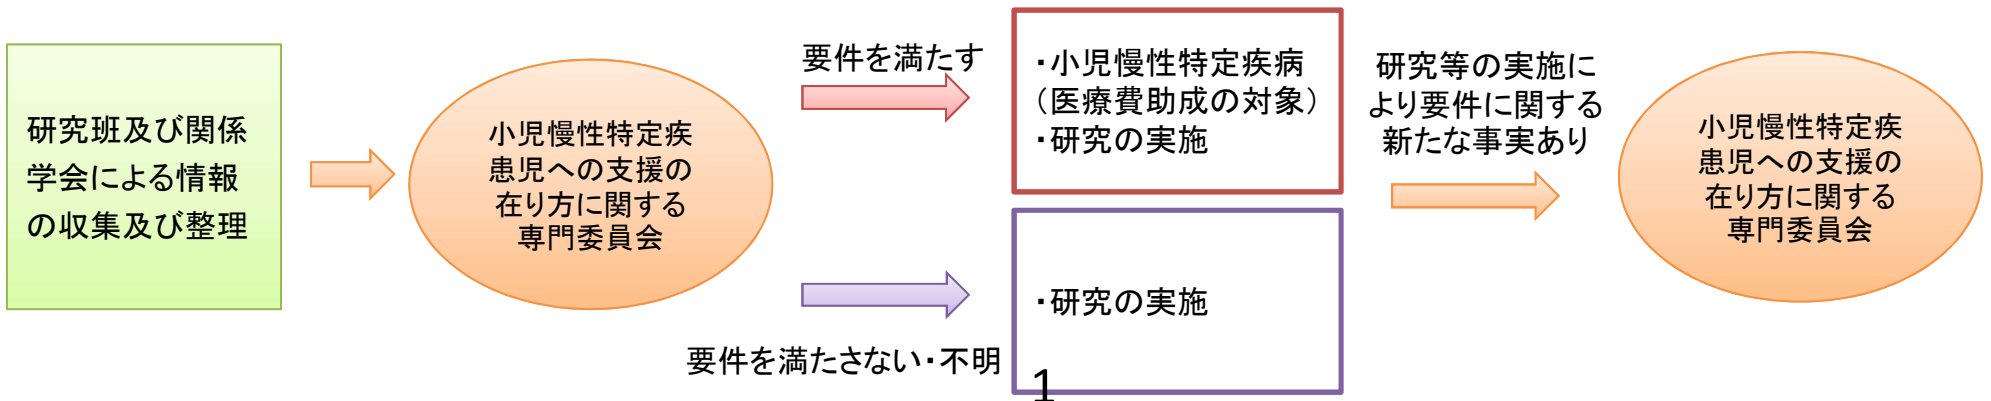 研究班及び関係
学会による情報
の収集及び整理
小児慢性特定疾
患児への支援の
在り方に関する
専門委員会
要件を満たす
・小児慢性特定疾病
（医療費助成の対象）
・研究の実施
要件を満たさない・不明
・研究の実施
1
研究等の実施に
より要件に関する
新たな事実あり
小児慢性特定疾
患児への支援の
在り方に関する
専門委員会